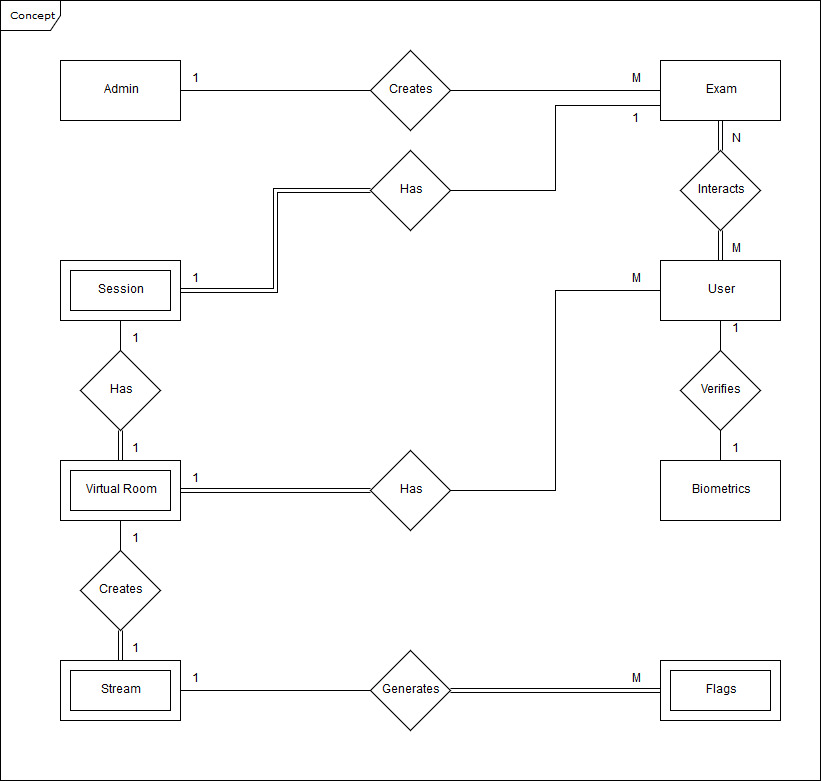 Concept
Admin
1
Creates
M
Exam
1
N
Has
Interacts
1
M
M
Session
User
1
1
Has
Verifies
1
1
1
Virtual Room
Has
Biometrics
1
Creates
1
1
M
Stream
Generates
Flags